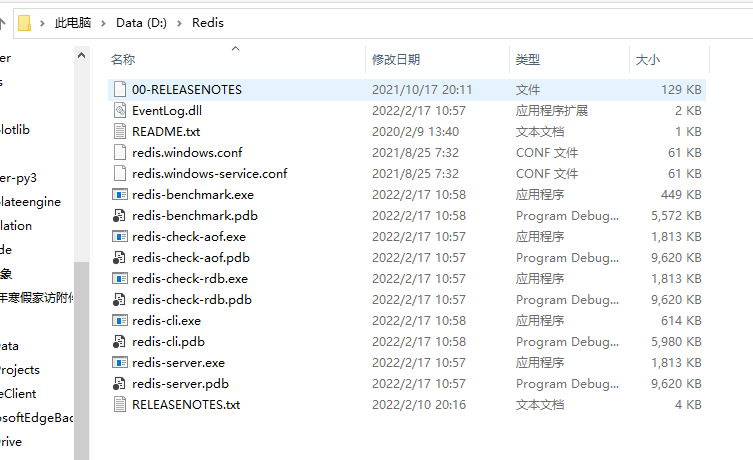 此电脑 > Data (D:) > Redis
名称 修改日期 类型 大小
00-RELEASENOTES 2021/10/17 20:11 文件 129 KB
EventLog.dll 2022/2/17 10:57 应用程序扩展 2 KB
README.txt 2020/2/9 13:40 文本文档 1 KB
redis.windows.conf 2021/8/25 7:32 CONF 文件 61 KB
redis.windows-service.conf 2021/8/25 7:32 CONF 文件 61 KB
redis-benchmark.exe 2022/2/17 10:58 应用程序 449 KB
redis-benchmark.pdb 2022/2/17 10:58 Program Debug... 5,572 KB
redis-check-aof.exe 2022/2/17 10:57 应用程序 1,813 KB
redis-check-aof.pdb 2022/2/17 10:57 Program Debug... 9,620 KB
redis-check-rdb.exe 2022/2/17 10:57 应用程序 1,813 KB
redis-check-rdb.pdb 2022/2/17 10:57 Program Debug... 9,620 KB
redis-cli.exe 2022/2/17 10:58 应用程序 614 KB
redis-cli.pdb 2022/2/17 10:58 Program Debug... 5,980 KB
redis-server.exe 2022/2/17 10:57 应用程序 1,813 KB
redis-server.pdb 2022/2/17 10:57 Program Debug... 9,620 KB
RELEASENOTES.txt 2022/2/10 20:16 文本文档 4 KB
er
s
lotlib
er-py3
lateengine
lation
de
象
年寒假家访附件
ata
rojects
eClient
osoftEdgeBac
rive